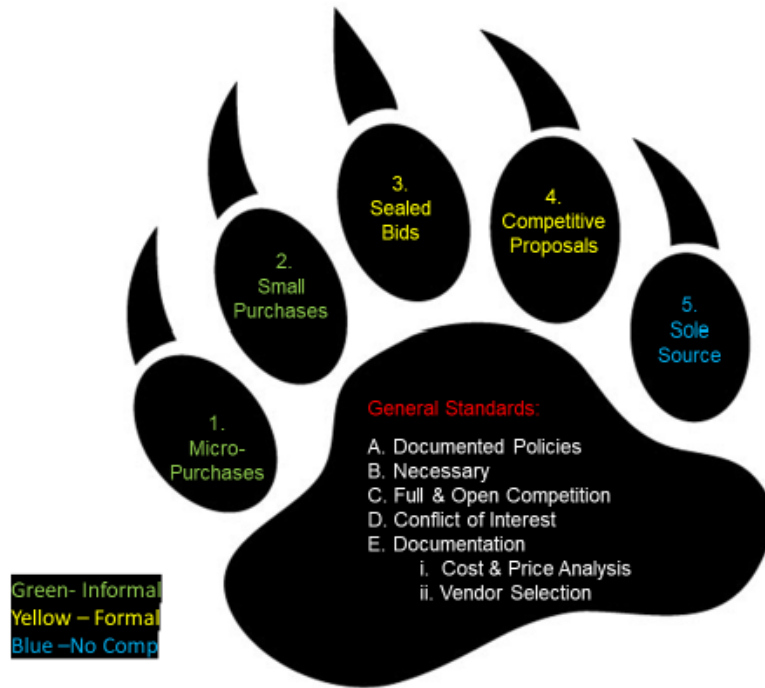 1.
Micro-
Purchases
2.
Small
Purchases
3.
Sealed
Bids
4.
Competitive
Proposals
5.
Sole
Source
General Standards:
A. Documented Policies
B. Necessary
C. Full & Open Competition
D. Conflict of Interest
E. Documentation
i. Cost & Price Analysis
ii. Vendor Selection
Green- Informal
Yellow – Formal
Blue –No Comp